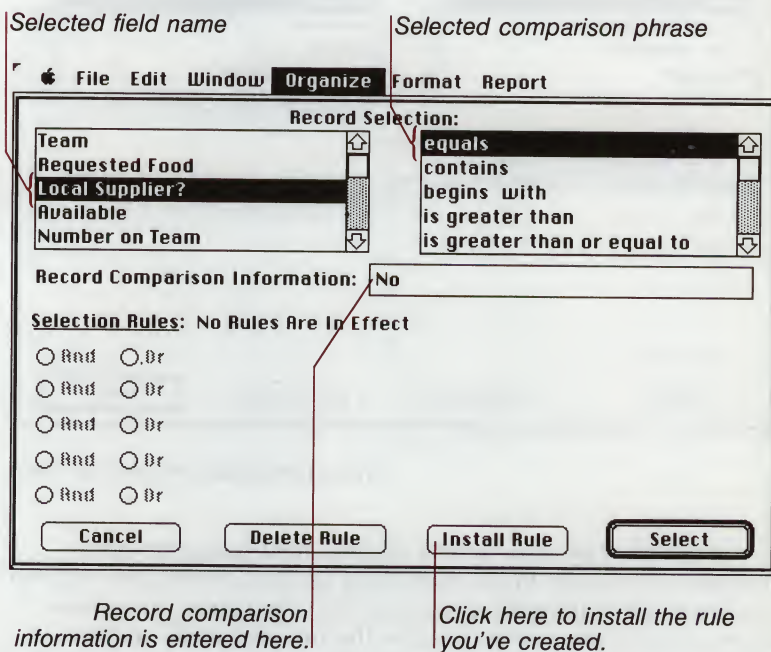 Selected field name
Selected comparison phrase
File Edit Window Organize Format Report
Record Selection:
Team
Requested Food
Local Supplier?
Available
Number on Team
equals
contains
begins with
is greater than
is greater than or equal to
Record Comparison Information: No
Selection Rules: No Rules Are In Effect
And Or
And Or
And Or
And Or
And Or
Cancel Delete Rule Install Rule Select
Record comparison
information is entered here.
Click here to install the rule
you've created.